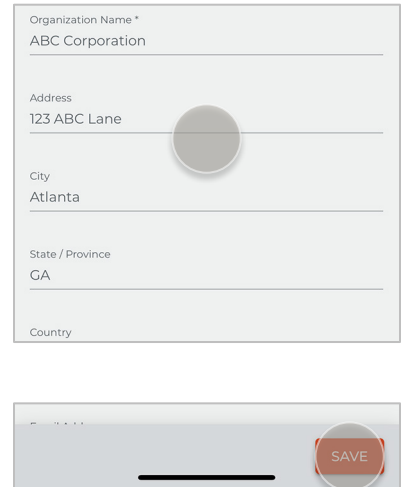 Organization Name *
ABC Corporation
Address
123 ABC Lane
City
Atlanta
State / Province
GA
Country
SAVE